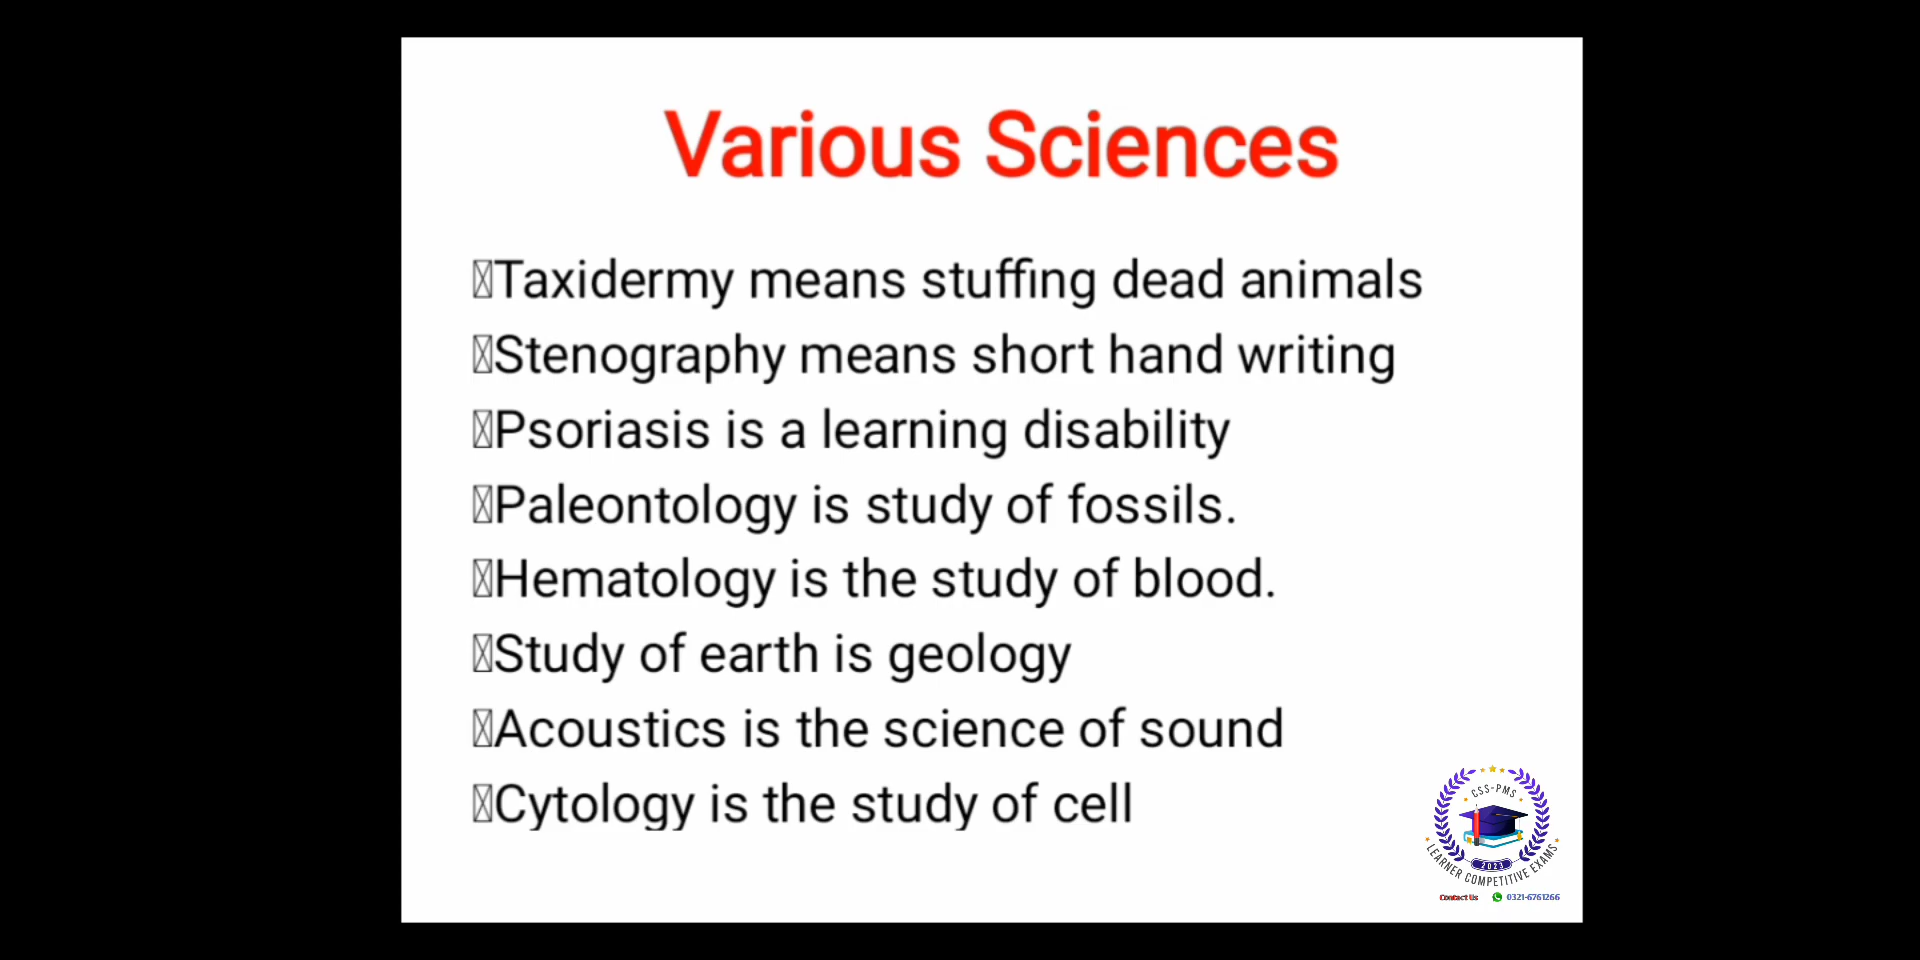 Various Sciences
Taxidermy means stuffing dead animals
Stenography means short hand writing
Psoriasis is a learning disability
Paleontology is study of fossils.
Hematology is the study of blood.
Study of earth is geology
Acoustics is the science of sound
Cytology is the study of cell
CSS-PMS
2023
LEARNER COMPETITIVE EXAMS
Contact Us 0321-6761266